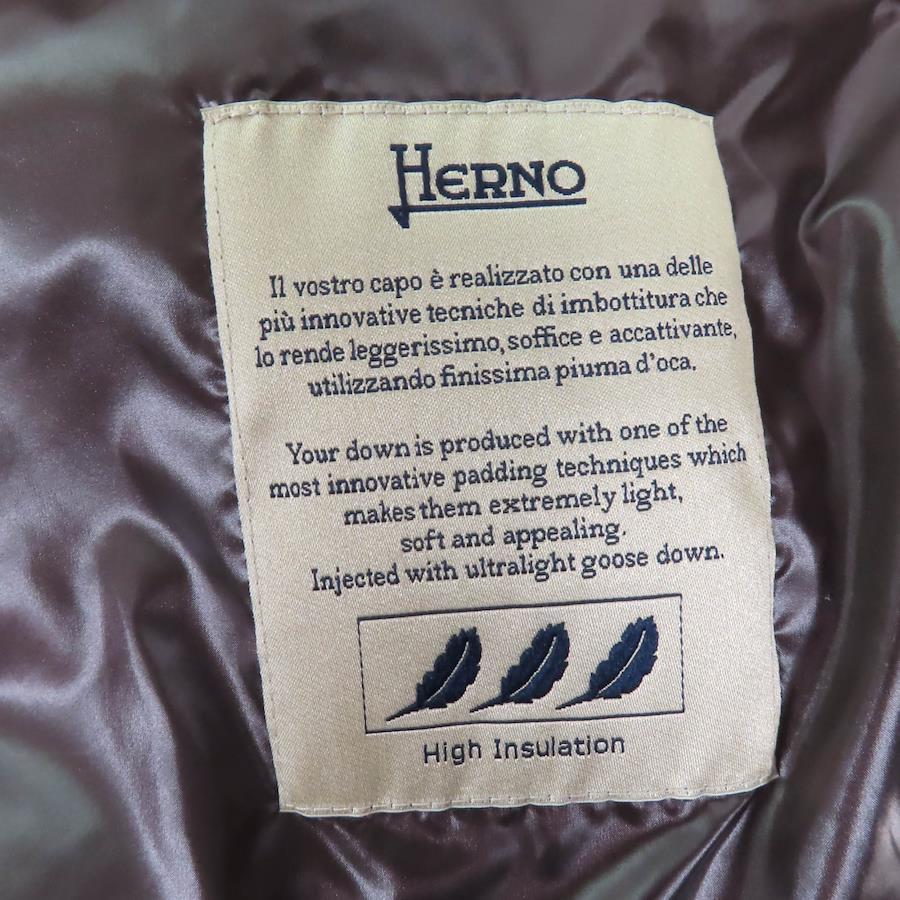 HERNO
Il vostro capo è realizzato con una delle
più innovative tecniche di imbottitura che
lo rende leggerissimo, soffice e accattivante,
utilizzando finissima piuma d'oca.
Your down is produced with one of the
most innovative padding techniques which
makes them extremely light,
soft and appealing.
Injected with ultralight goose down.
High Insulation